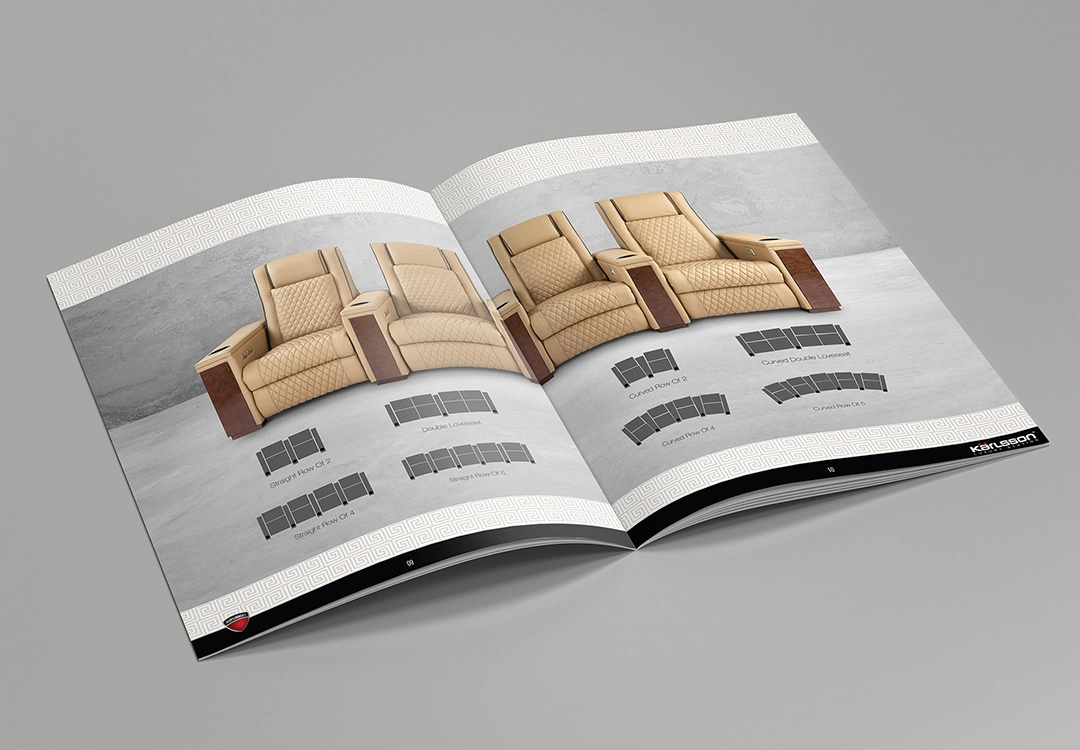 Straight Row Of 2
Double Loveseat
Straight Row Of 4
Straight Row Of 5
09
Curved Row Of 2
Curved Double Loveseat
Curved Row Of 4
Curved Row Of 5
10
Kärlsson